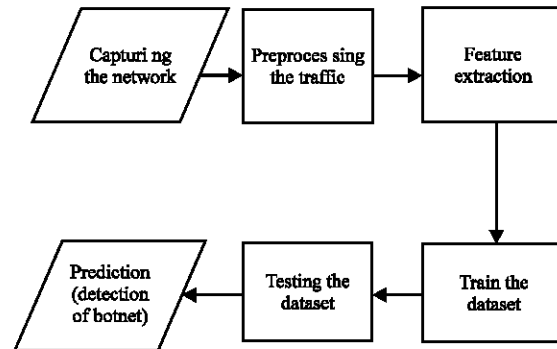 Capturi ng
the network
Preproces sing
the traffic
Feature
extraction
Train the
dataset
Testing the
dataset
Prediction
(detection
of botnet)